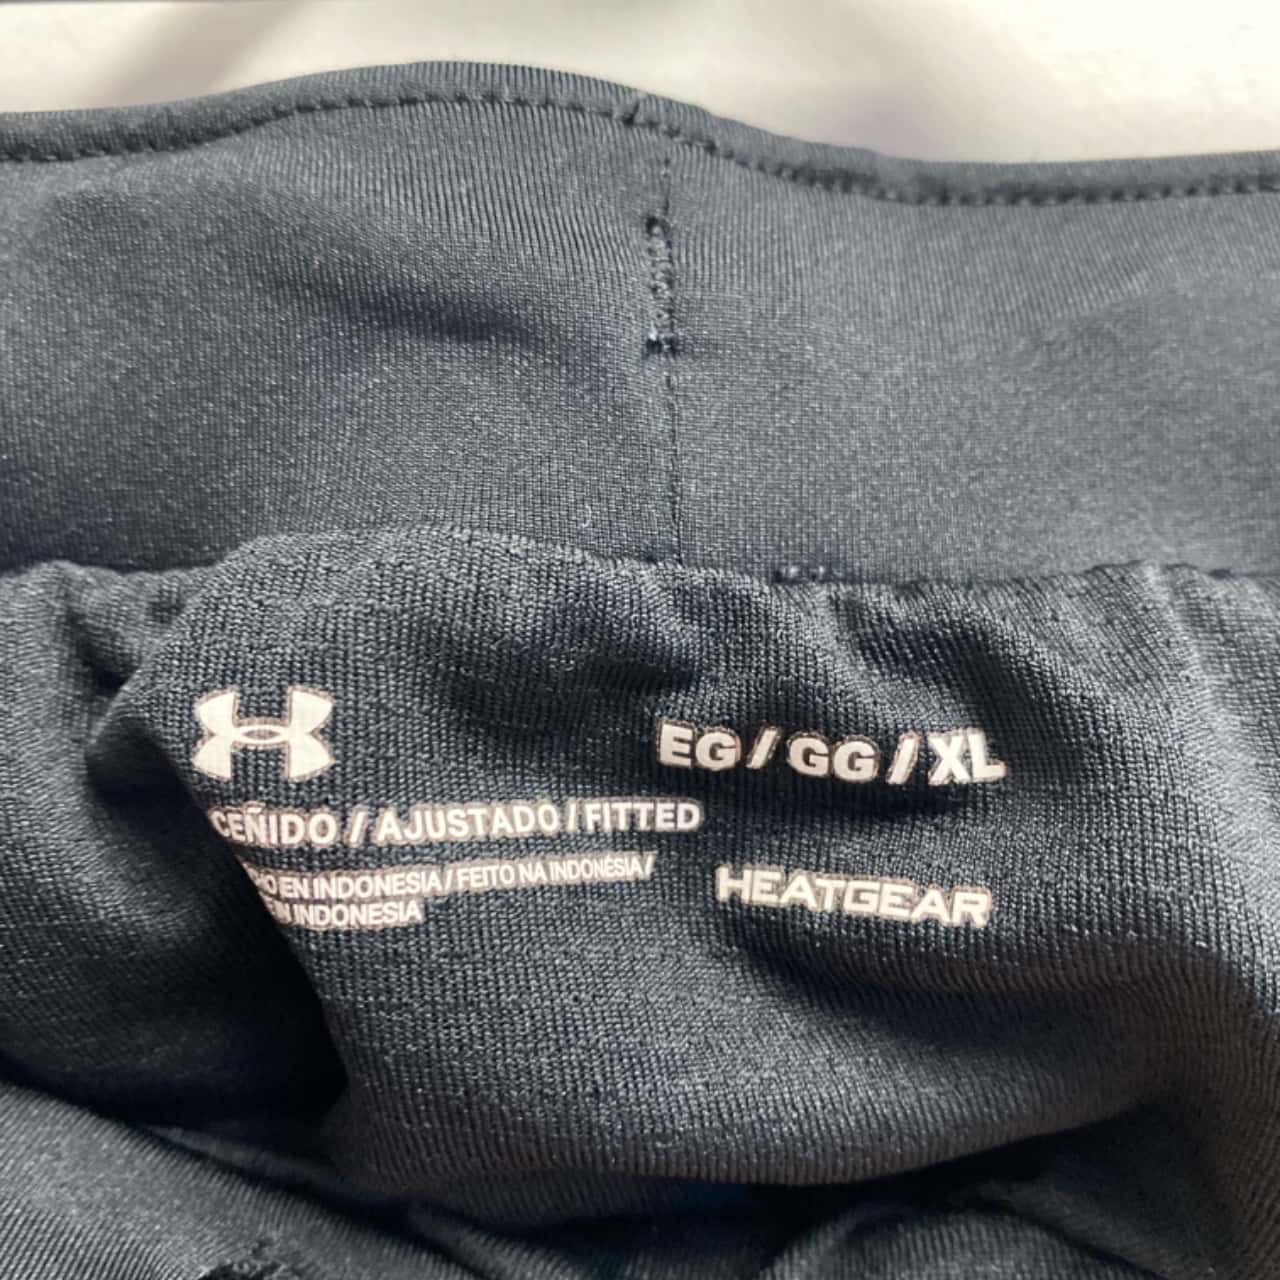 EG / GG / XL
CEÑIDO / AJUSTADO / FITTED
EN INDONESIA / FEITO NA INDONÉSIA /
INDONESIA
HEATGEAR